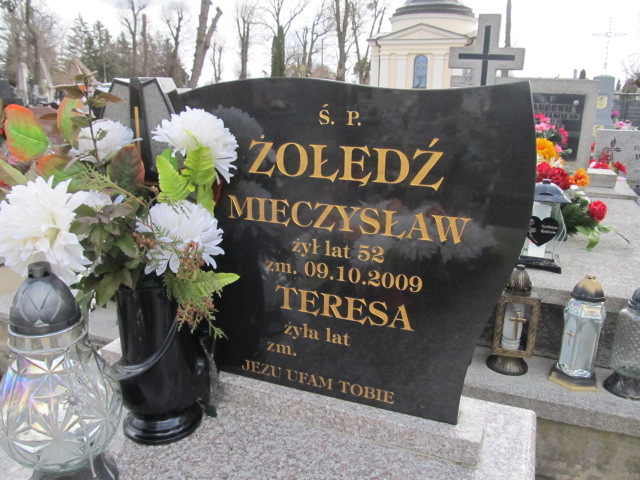 Ś. P.
ŻOŁĘDŹ
MIECZYSŁAW
żył lat 52
zm. 09.10.2009
TERESA
żyła lat
zm.
JEZU UFAM TOBIE